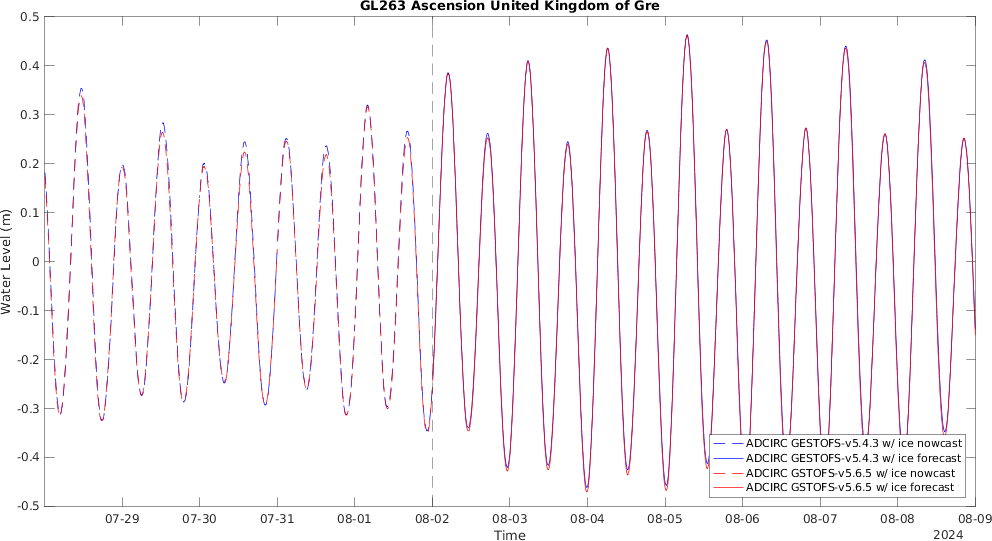 GL263 Ascension United Kingdom of Gre
0.5
0.4
0.3
0.2
0.1
0
-0.1
-0.2
-0.3
-0.4
-0.5
Water Level (m)
ADCIRC GESTOFS-v5.4.3 w/ ice nowcast
ADCIRC GESTOFS-v5.4.3 w/ ice forecast
ADCIRC GSTOFS-v5.6.5 w/ ice nowcast
ADCIRC GSTOFS-v5.6.5 w/ ice forecast
07-29 07-30 07-31 08-01 08-02 08-03 08-04 08-05 08-06 08-07 08-08 08-09
Time
2024